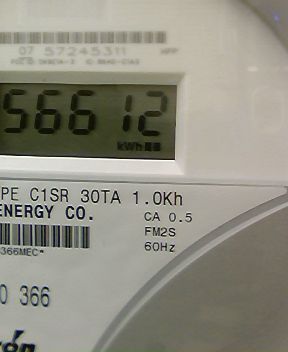 07 57245311
56612
kWh
PE C1SR 30TA 1.0Kh
ENERGY CO.
CA 0.5
FM2S
60Hz
366MEC*
0 366